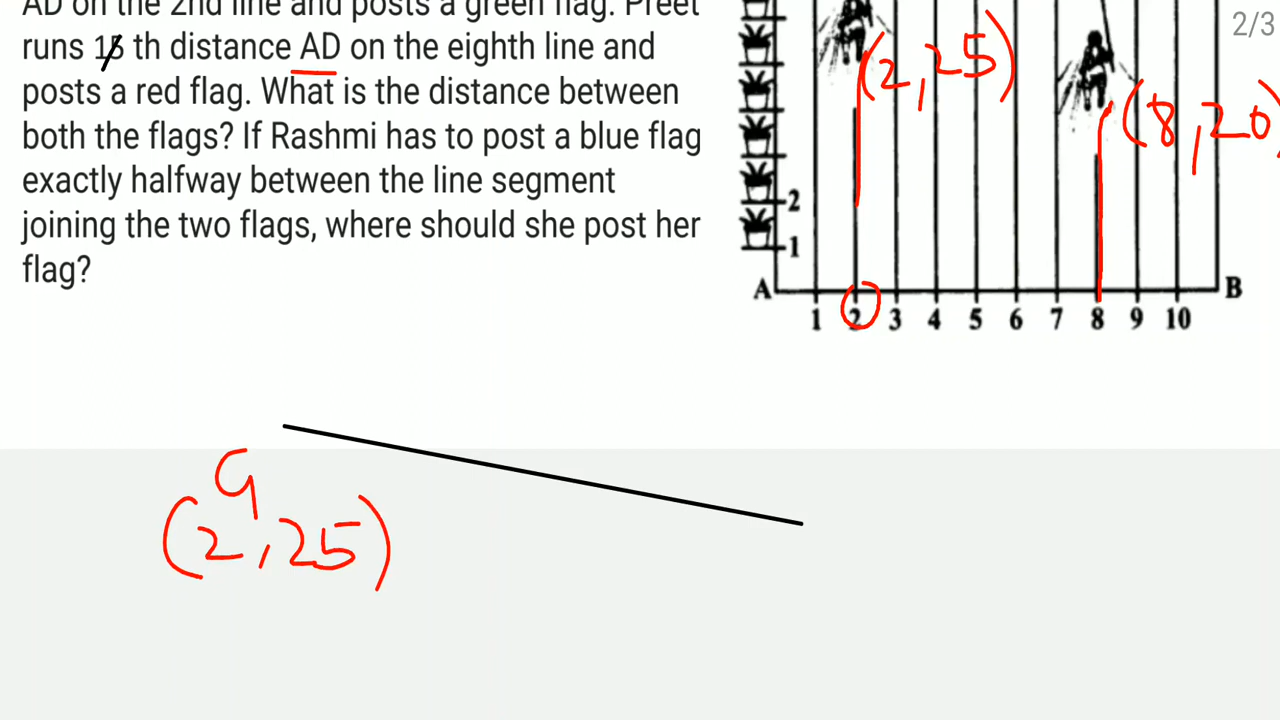 AD on the 2nd line and posts a green flag. Preet
runs 15 th distance AD on the eighth line and
posts a red flag. What is the distance between
both the flags? If Rashmi has to post a blue flag
exactly halfway between the line segment
joining the two flags, where should she post her
flag?
2/3
(2,25)
(8,20)
2
1
A
B
1 2 3 4 5 6 7 8 9 10
G
(2,25)